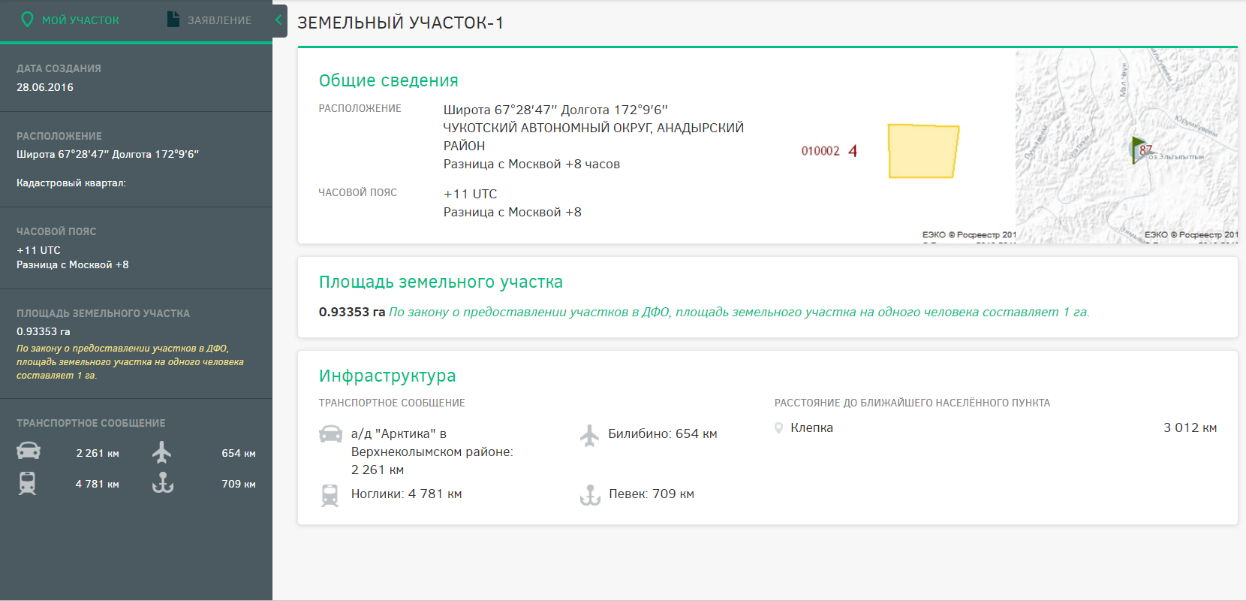 МОЙ УЧАСТОК
ЗАЯВЛЕНИЕ
ДАТА СОЗДАНИЯ
28.06.2016
РАСПОЛОЖЕНИЕ
Широта 67°28′47″ Долгота 172°9′6″
Кадастровый квартал:
ЧАСОВОЙ ПОЯС
+11 UTC
Разница с Москвой +8
ПЛОЩАДЬ ЗЕМЕЛЬНОГО УЧАСТКА
0.93353 га
По закону о предоставлении участков в ДФО,
площадь земельного участка на одного человека
составляет 1 га.
ТРАНСПОРТНОЕ СООБЩЕНИЕ
2 261 км
654 км
4 781 км
709 км
ЗЕМЕЛЬНЫЙ УЧАСТОК-1
Общие сведения
РАСПОЛОЖЕНИЕ
Широта 67°28′47″ Долгота 172°9′6″
ЧУКОТСКИЙ АВТОНОМНЫЙ ОКРУГ, АНАДЫРСКИЙ
РАЙОН
Разница с Москвой +8 часов
ЧАСОВОЙ ПОЯС
+11 UTC
Разница с Москвой +8
010002 4
ЕЭКО © Росреестр 201
87
ЕЭКО © Росреестр 201
Площадь земельного участка
0.93353 га По закону о предоставлении участков в ДФО, площадь земельного участка на одного человека составляет 1 га.
Инфраструктура
ТРАНСПОРТНОЕ СООБЩЕНИЕ
а/д "Арктика" в
Верхнеколымском районе:
2 261 км
Билибино: 654 км
Ноглики: 4 781 км
Певек: 709 км
РАССТОЯНИЕ ДО БЛИЖАЙШЕГО НАСЕЛЁННОГО ПУНКТА
Клепка
3 012 км